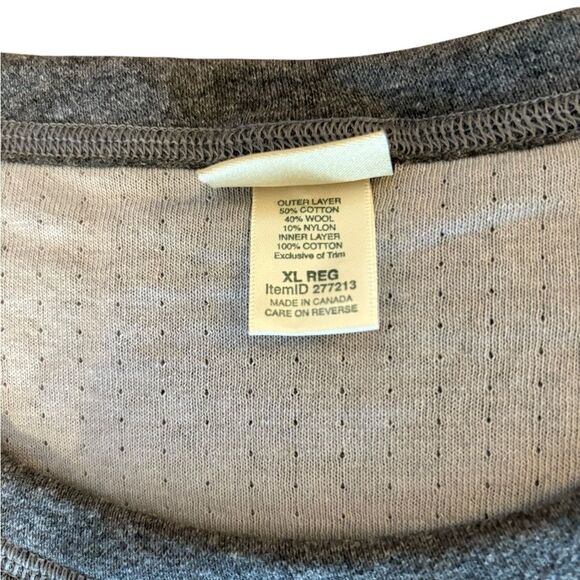 OUTER LAYER
50% COTTON
40% WOOL
10% NYLON
INNER LAYER
100% COTTON
Exclusive of Trim
XL REG
ItemID 277213
MADE IN CANADA
CARE ON REVERSE